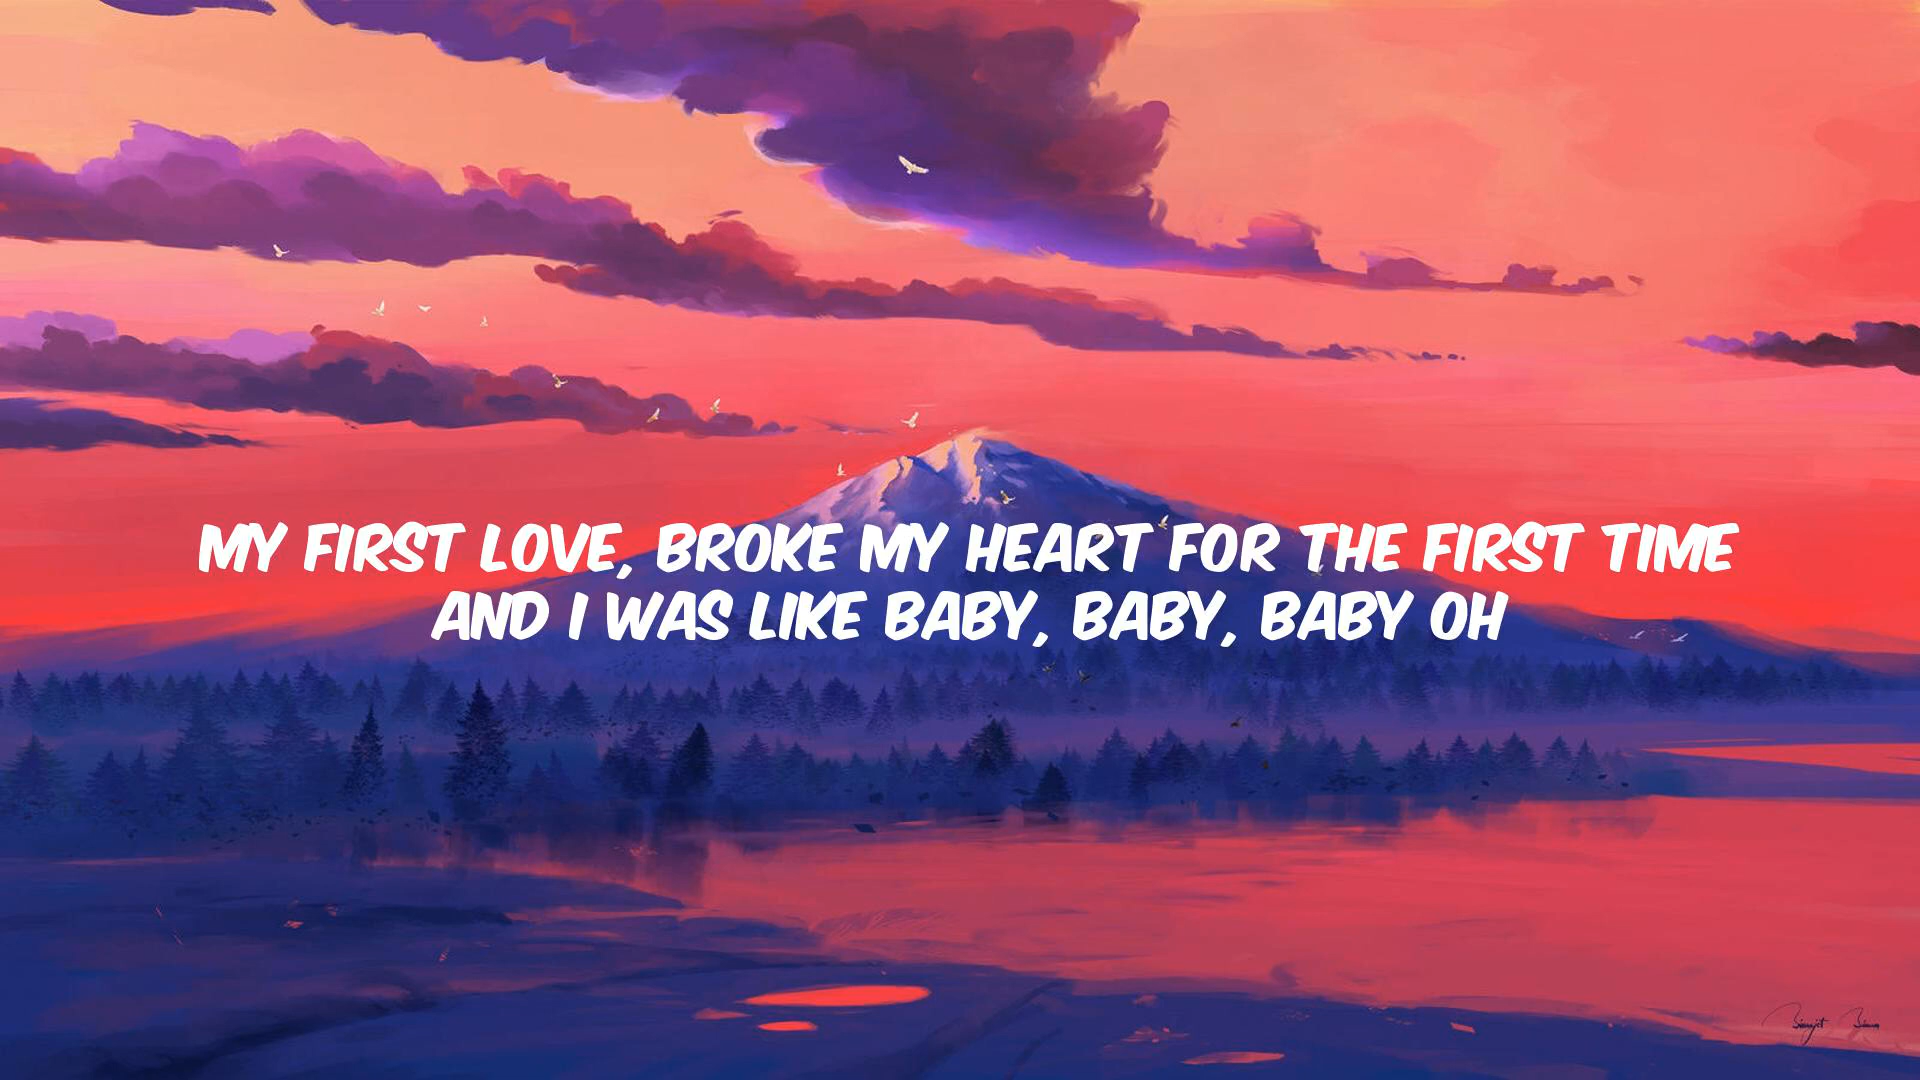 MY FIRST LOVE, BROKE MY HEART FOR THE FIRST TIME
AND I WAS LIKE BABY, BABY, BABY OH